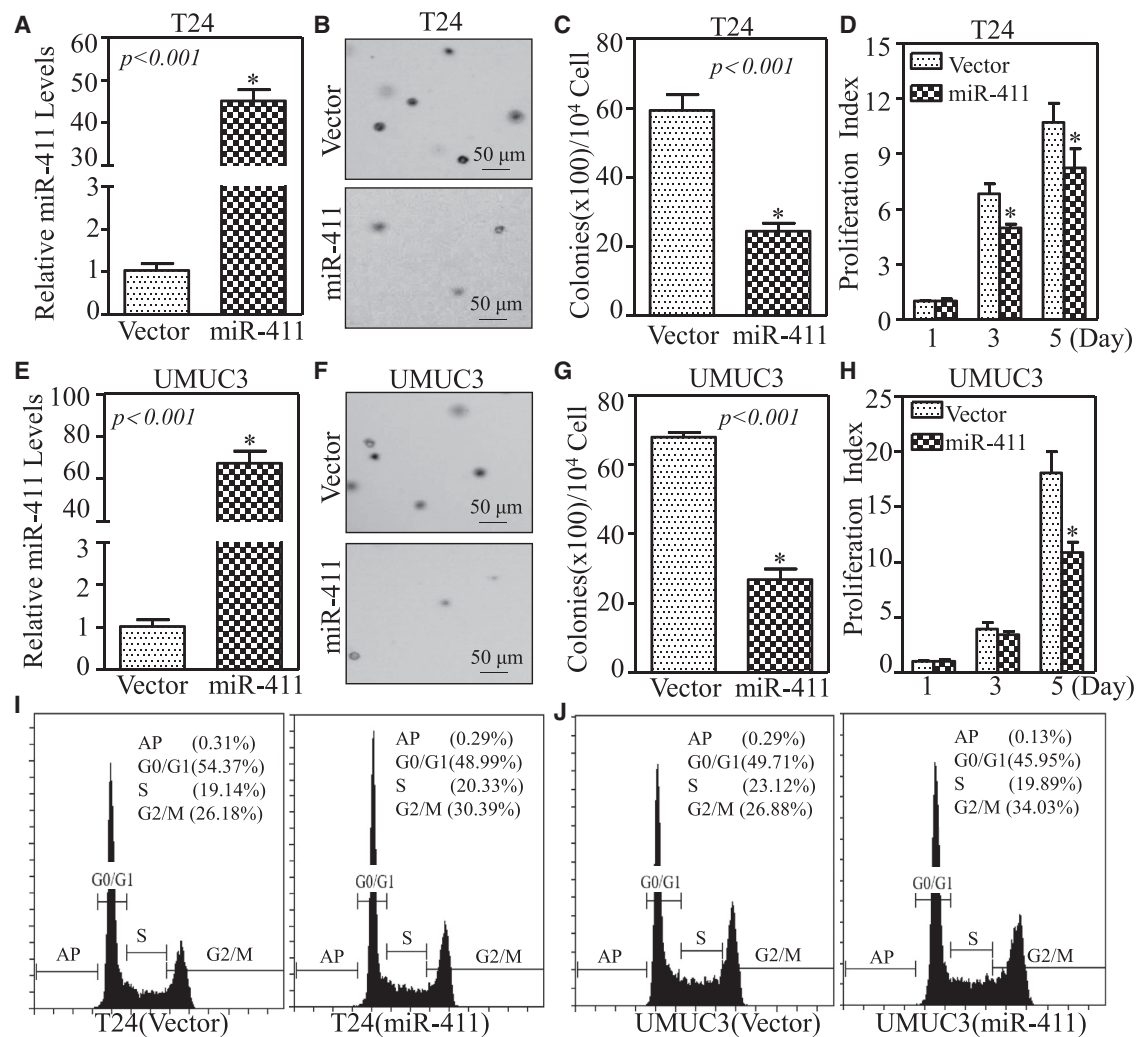 A
T24
Relative miR-411 Levels
p<0.001
*
60
50
40
30
3
2
1
0
Vector miR-411
B
Vector
50 μm
miR-411
50 μm
C
T24
Colonies(x100)/10⁴ Cell
p<0.001
*
80
60
40
20
0
Vector miR-411
D
T24
Proliferation Index
Vector
miR-411
*
*
15
12
9
6
3
0
1 3 5 (Day)
E
UMUC3
Relative miR-411 Levels
p<0.001
*
100
80
60
40
3
2
1
0
Vector miR-411
F
UMUC3
Vector
50 μm
miR-411
50 μm
G
UMUC3
Colonies(x100)/10⁴ Cell
p<0.001
*
80
60
40
20
0
Vector miR-411
H
UMUC3
Proliferation Index
Vector
miR-411
*
25
20
15
10
5
0
1 3 5 (Day)
I
AP (0.31%)
G0/G1(54.37%)
S (19.14%)
G2/M (26.18%)
G0/G1
S
AP
G2/M
T24(Vector)
AP (0.29%)
G0/G1(48.99%)
S (20.33%)
G2/M (30.39%)
G0/G1
S
AP
G2/M
T24(miR-411)
J
AP (0.29%)
G0/G1(49.71%)
S (23.12%)
G2/M (26.88%)
G0/G1
S
AP
G2/M
UMUC3(Vector)
AP (0.13%)
G0/G1(45.95%)
S (19.89%)
G2/M (34.03%)
G0/G1
S
AP
G2/M
UMUC3(miR-411)